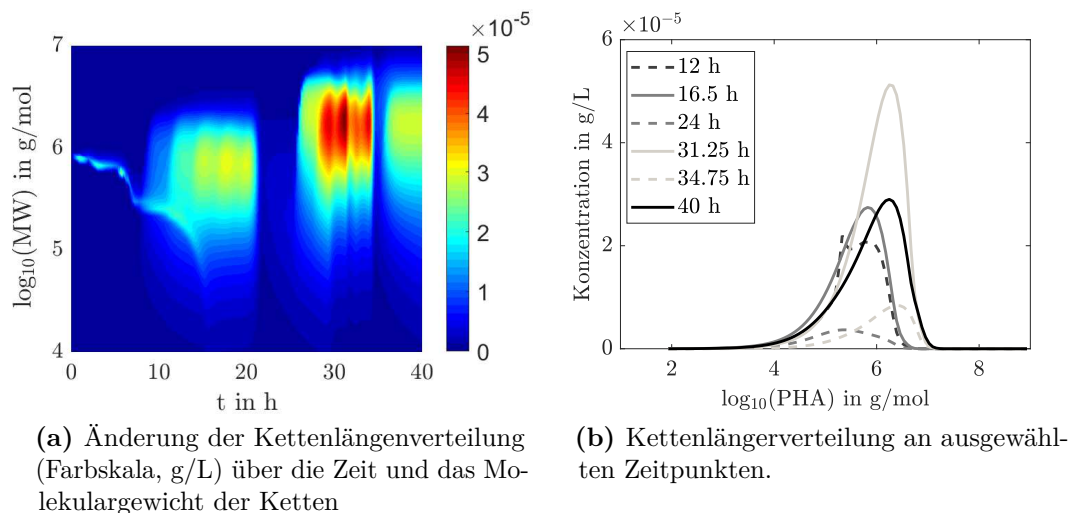 ×10⁻⁵
7
6
5
4
log₁₀(MW) in g/mol
0
10
20
30
40
t in h
5
4
3
2
1
0
(a) Änderung der Kettenlängenverteilung
(Farbskala, g/L) über die Zeit und das Mo-
lekulargewicht der Ketten
×10⁻⁵
6
4
2
0
Konzentration in g/L
12 h
16.5 h
24 h
31.25 h
34.75 h
40 h
2
4
6
8
log₁₀(PHA) in g/mol
(b) Kettenlängerverteilung an ausgewähl-
ten Zeitpunkten.